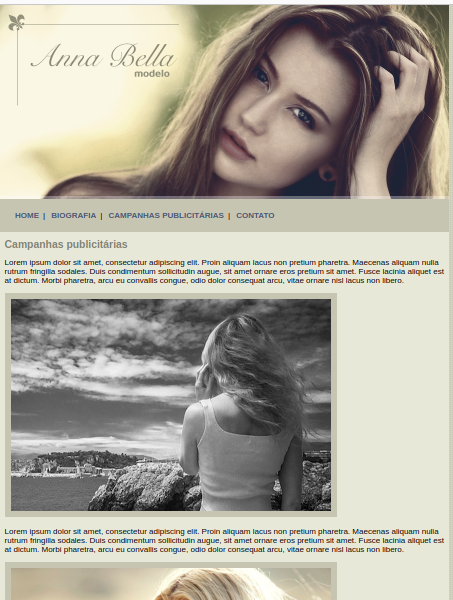 Anna Bella
modelo
HOME | BIOGRAFIA | CAMPANHAS PUBLICITÁRIAS | CONTATO
Campanhas publicitárias
Lorem ipsum dolor sit amet, consectetur adipiscing elit. Proin aliquam lacus non pretium pharetra. Maecenas aliquam nisl quis lacus
rutrum fringilla sodales. Duis condimentum sollicitudin augue, sit amet ornare eros pretium sit amet. Fusce lacinia aliquet est
at dictum. Morbi pharetra, arcu eu convallis congue, odio dolor consequat arcu, vitae ornare nisl lacus non libero.
Lorem ipsum dolor sit amet, consectetur adipiscing elit. Proin aliquam lacus non pretium pharetra. Maecenas aliquam nisl quis lacus
rutrum fringilla sodales. Duis condimentum sollicitudin augue, sit amet ornare eros pretium sit amet. Fusce lacinia aliquet est
at dictum. Morbi pharetra, arcu eu convallis congue, odio dolor consequat arcu, vitae ornare nisl lacus non libero.